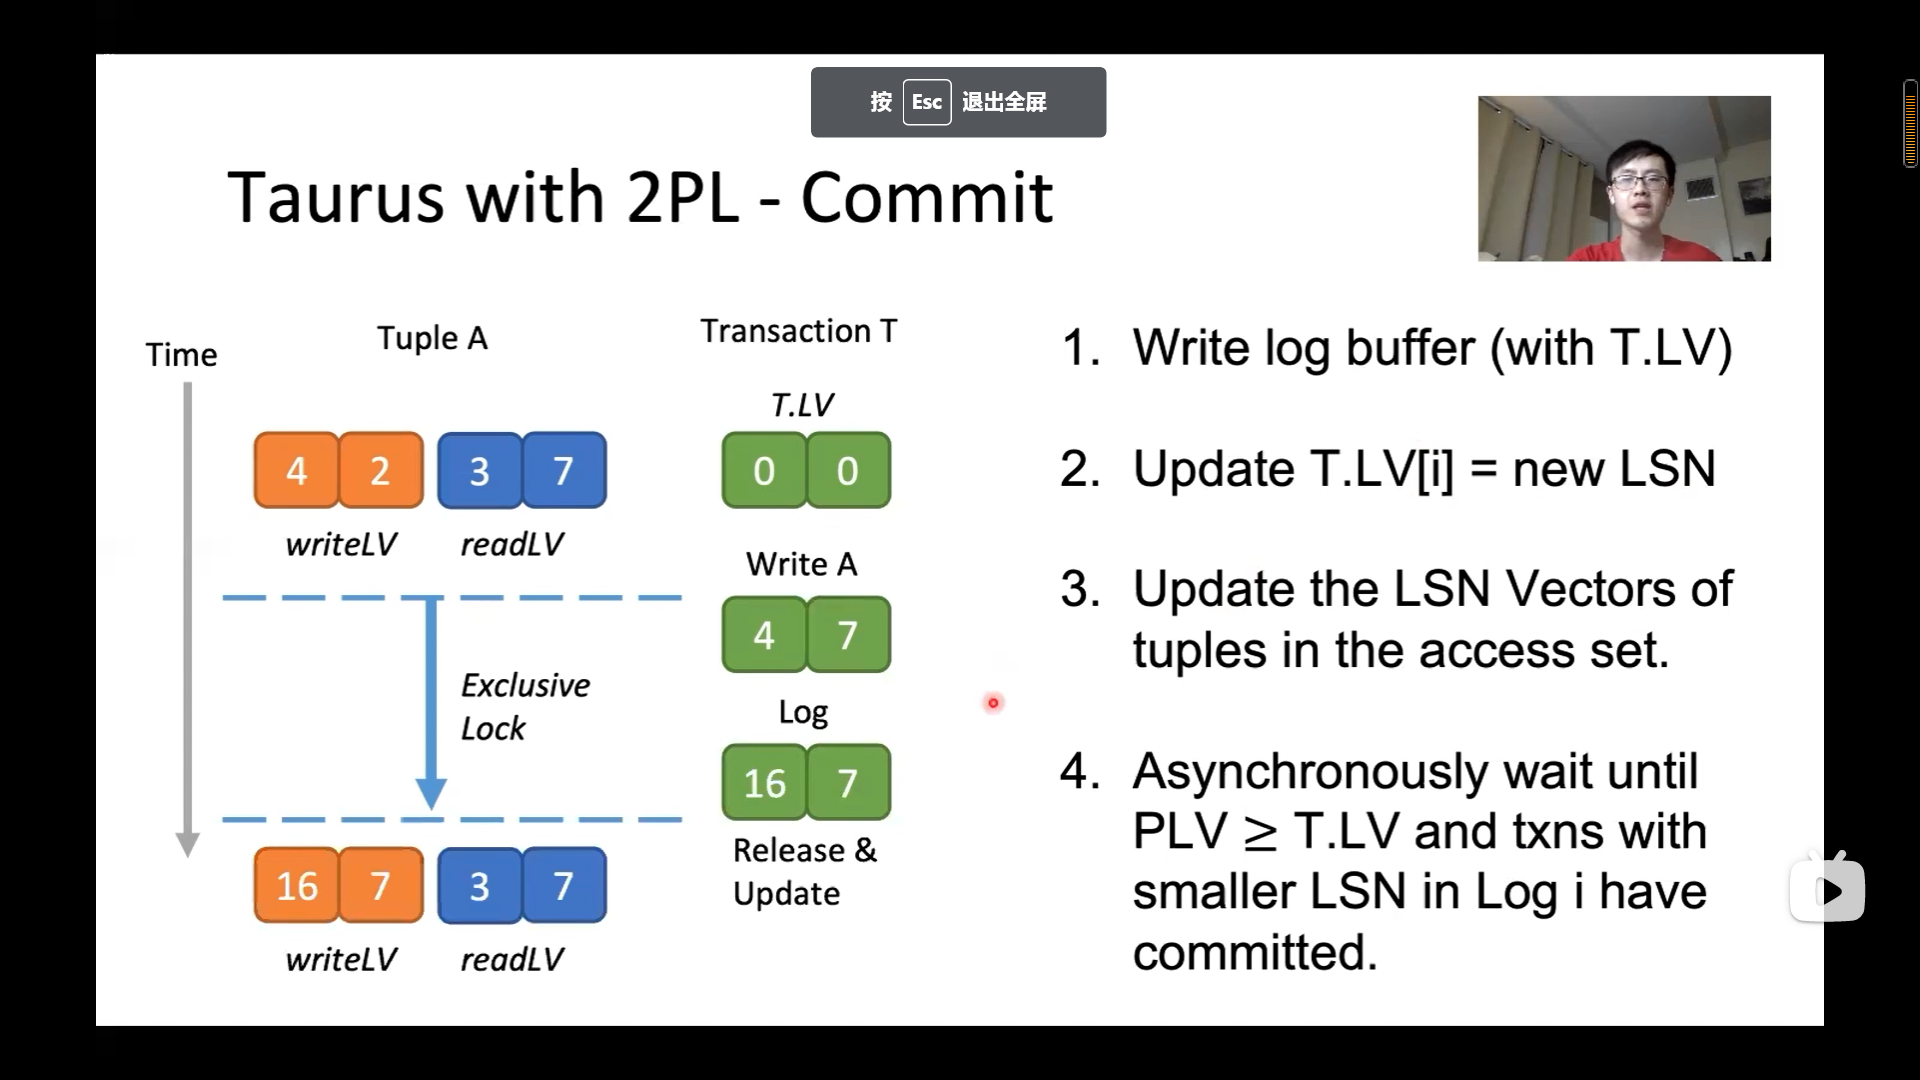 按 Esc 退出全屏
Taurus with 2PL - Commit
Time
Tuple A
Transaction T
T.LV
4 2 3 7
0 0
writeLV readLV
Write A
4 7
Exclusive
Lock
Log
16 7
Release &
Update
16 7 3 7
writeLV readLV
1. Write log buffer (with T.LV)
2. Update T.LV[i] = new LSN
3. Update the LSN Vectors of
tuples in the access set.
4. Asynchronously wait until
PLV ≥ T.LV and txns with
smaller LSN in Log i have
committed.